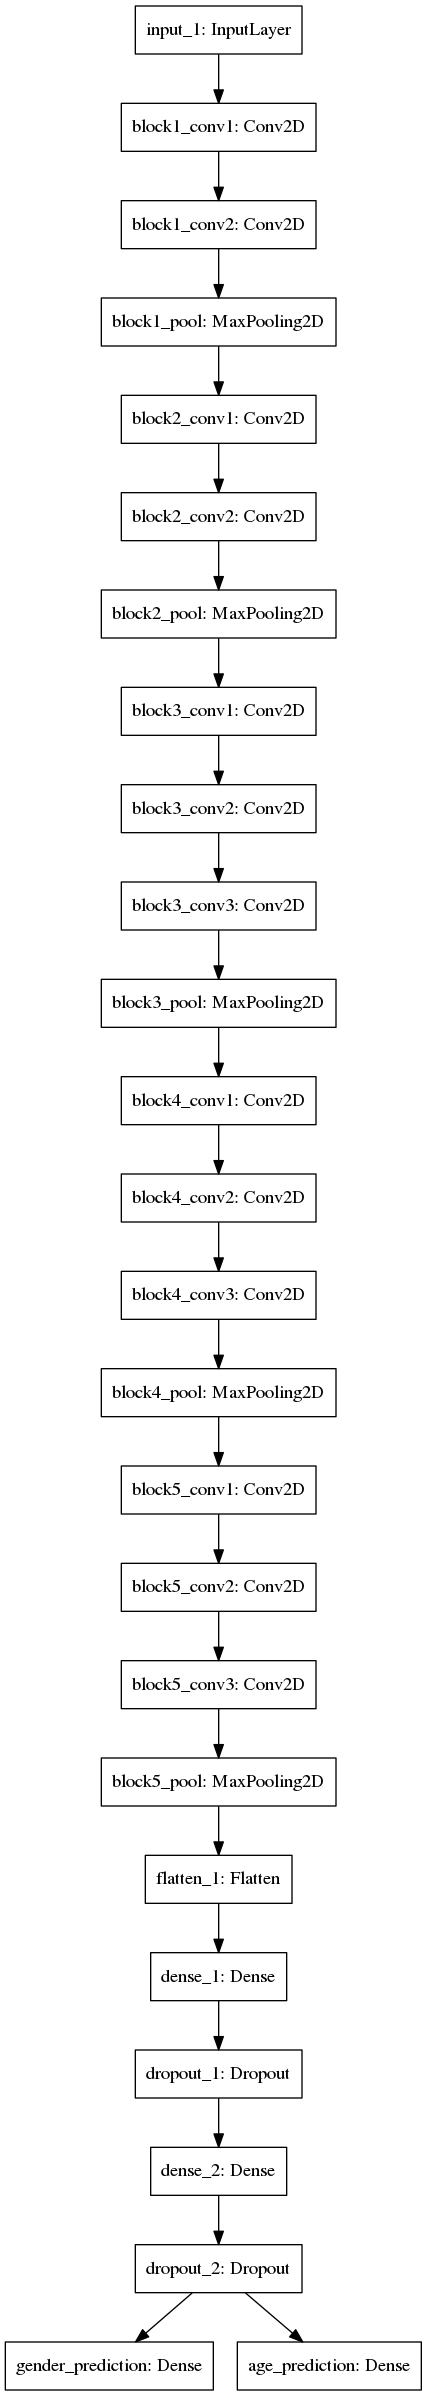 input_1: InputLayer
block1_conv1: Conv2D
block1_conv2: Conv2D
block1_pool: MaxPooling2D
block2_conv1: Conv2D
block2_conv2: Conv2D
block2_pool: MaxPooling2D
block3_conv1: Conv2D
block3_conv2: Conv2D
block3_conv3: Conv2D
block3_pool: MaxPooling2D
block4_conv1: Conv2D
block4_conv2: Conv2D
block4_conv3: Conv2D
block4_pool: MaxPooling2D
block5_conv1: Conv2D
block5_conv2: Conv2D
block5_conv3: Conv2D
block5_pool: MaxPooling2D
flatten_1: Flatten
dense_1: Dense
dropout_1: Dropout
dense_2: Dense
dropout_2: Dropout
gender_prediction: Dense
age_prediction: Dense